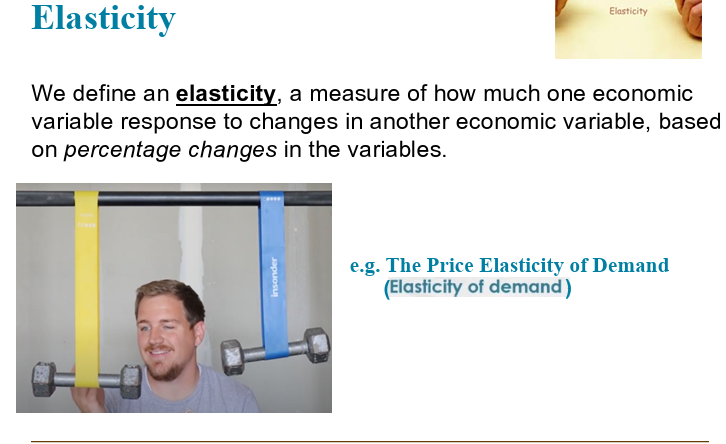 Elasticity
Elasticity
We define an elasticity, a measure of how much one economic
variable response to changes in another economic variable, based
on percentage changes in the variables.
insonder
e.g. The Price Elasticity of Demand
(Elasticity of demand)